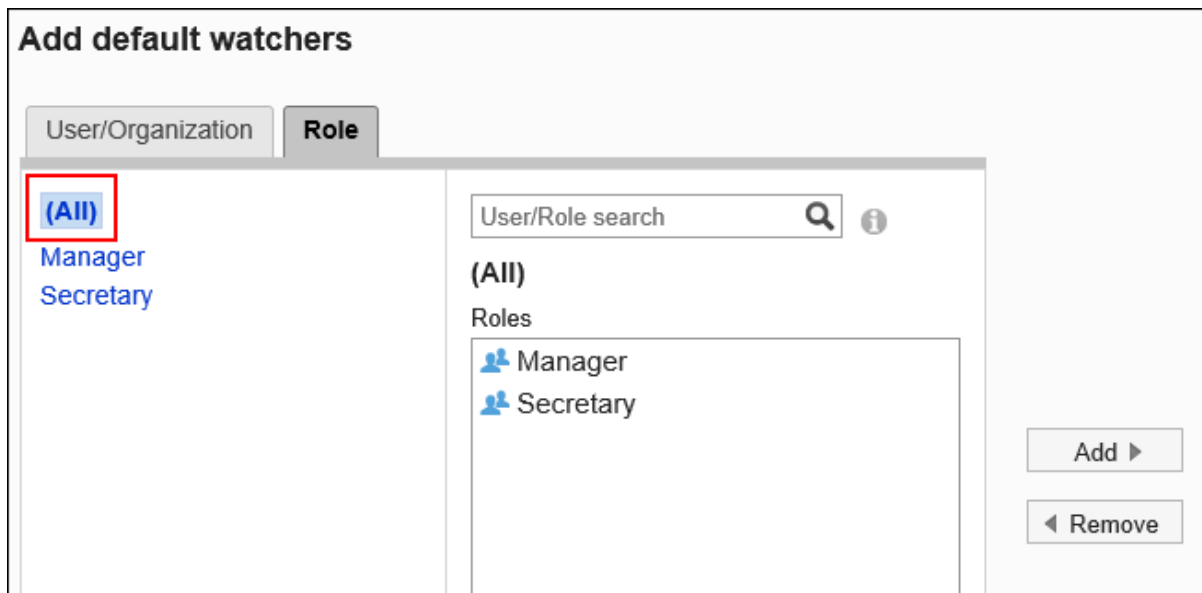 Add default watchers
User/Organization
Role
(All)
Manager
Secretary
User/Role search
(All)
Roles
Manager
Secretary
Add
Remove